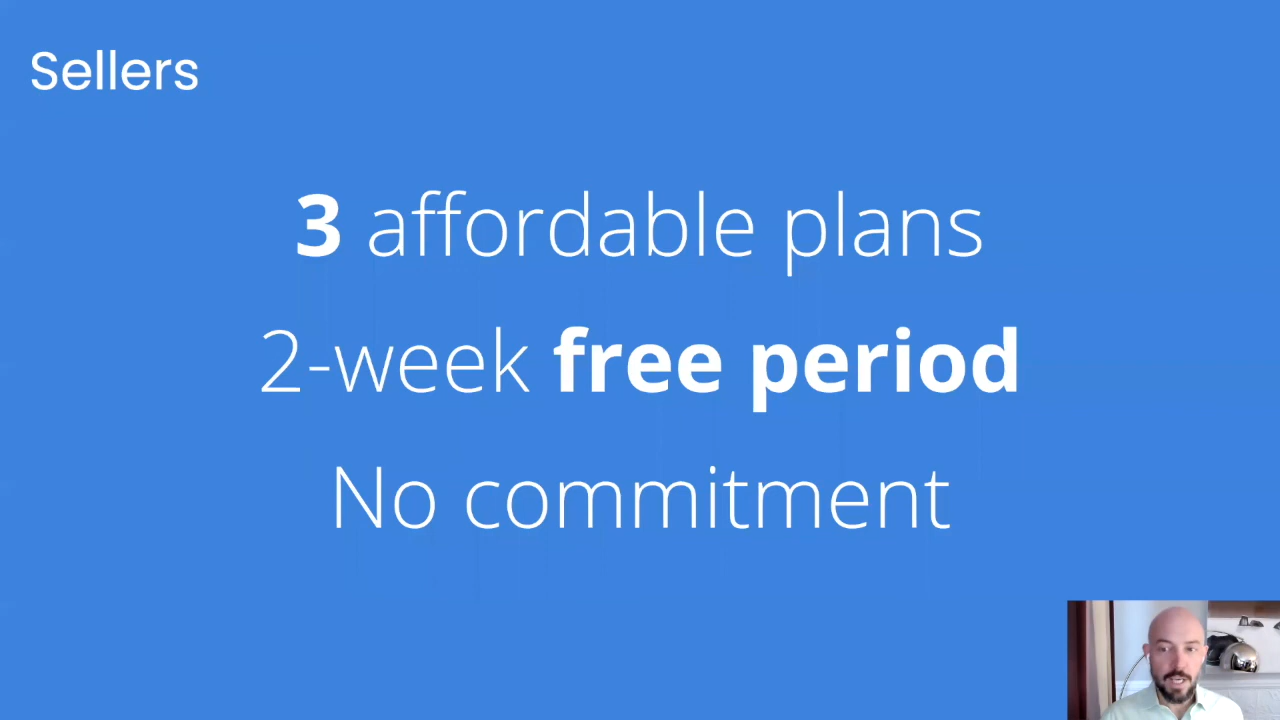 Sellers
3 affordable plans
2-week free period
No commitment